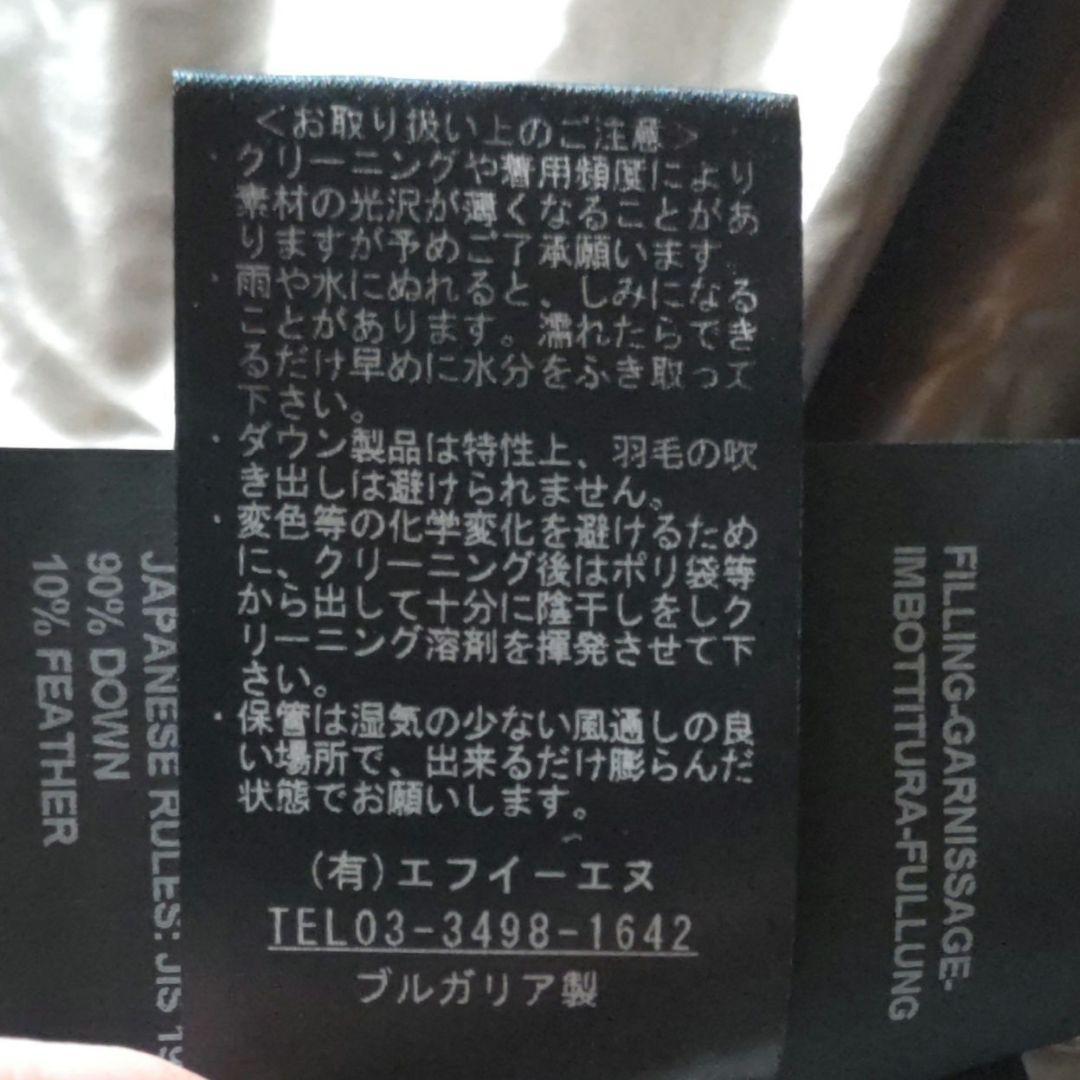 <お取り扱い上のご注意>
・クリーニングや着用頻度により
素材の光沢が薄くなることがあ
りますが予めご了承願います。
・雨や水にぬれると、しみになる
ことがあります。濡れたらでき
るだけ早めに水分をふき取って
下さい。
・ダウン製品は特性上、羽毛の吹
き出しは避けられません。
・変色等の化学変化を避けるため
に、クリーニング後はポリ袋等
から出して十分に陰干しをしク
リーニング溶剤を揮発させて下
さい。
・保管は湿気の少ない風通しの良
い場所で、出来るだけ膨らんだ
状態でお願いします。
(有)エフイーエヌ
TEL03-3498-1642
ブルガリア製
JAPANESE RULES: JIS
90% DOWN
10% FEATHER
FILLING-GARNISSAGE-
IMBOTTITURA-FULLUNG